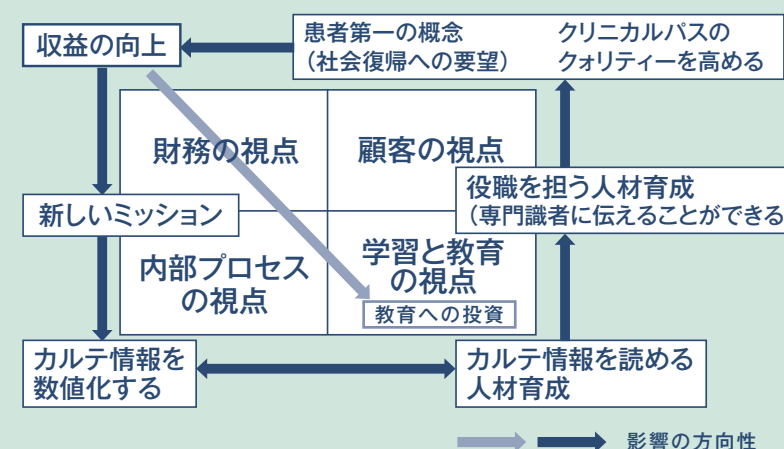 収益の向上
患者第一の概念
(社会復帰への要望)
クリニカルパスの
クォリティーを高める
財務の視点
顧客の視点
新しいミッション
役職を担う人材育成
(専門識者に伝えることができる
内部プロセス
の視点
学習と教育
の視点
教育への投資
カルテ情報を
数値化する
カルテ情報を読める
人材育成
影響の方向性